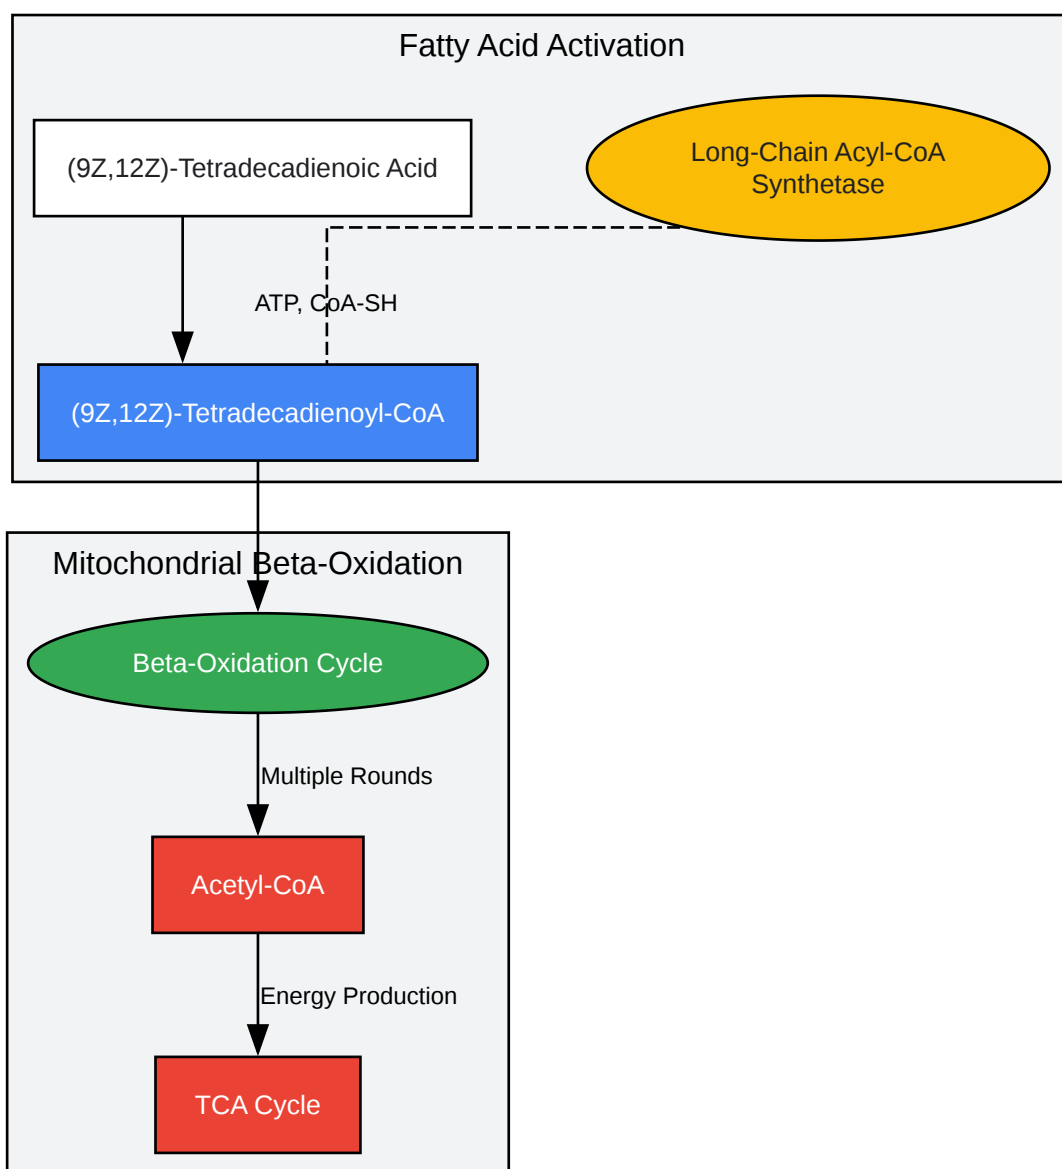 Fatty Acid Activation
(9Z,12Z)-Tetradecadienoic Acid
Long-Chain Acyl-CoA
Synthetase
ATP, CoA-SH
(9Z,12Z)-Tetradecadienoyl-CoA
Mitochondrial Beta-Oxidation
Beta-Oxidation Cycle
Multiple Rounds
Acetyl-CoA
Energy Production
TCA Cycle